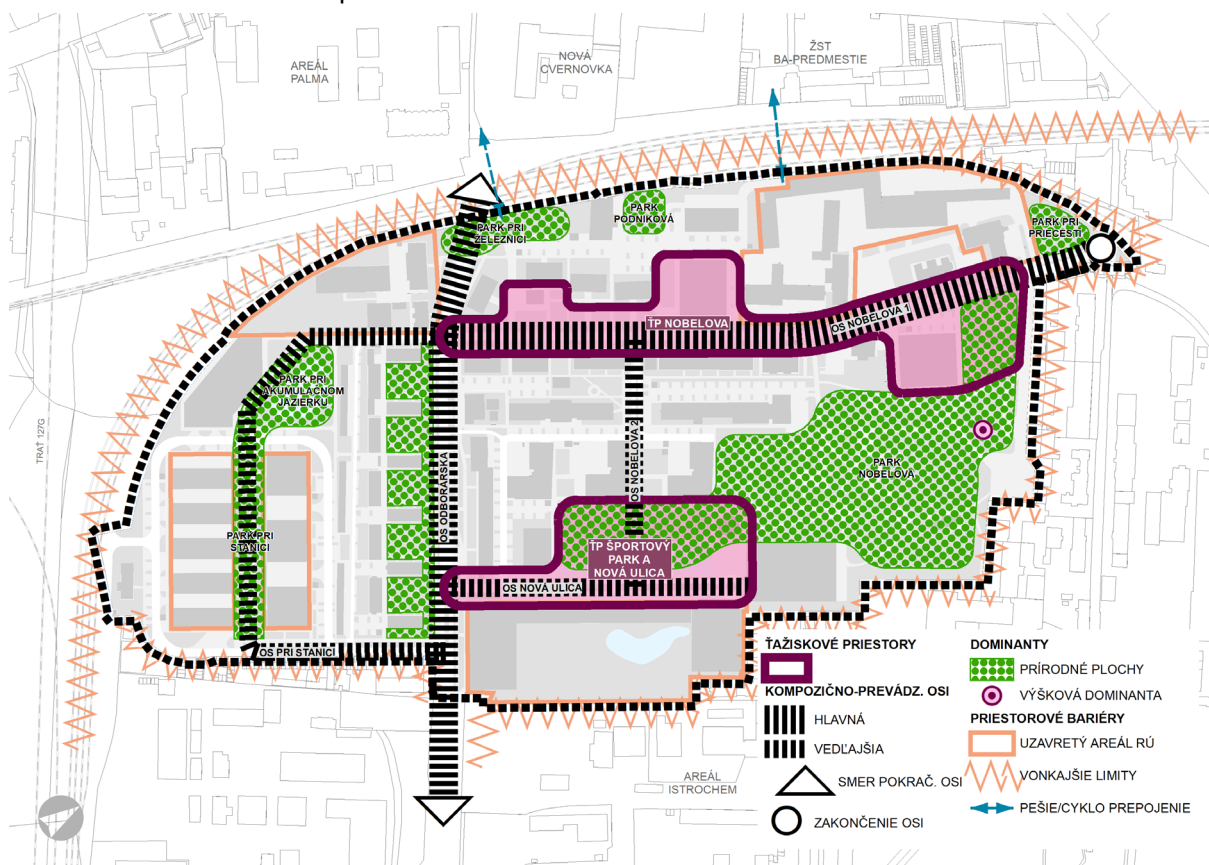 AREÁL
PALMA
NOVÁ
CVERNOVKA
ŽST
BA-PREDMESTIE
PARK PRI
ŽELEZNICI
PARK
PODNIKOVÁ
PARK PRI
PRIECESTÍ
ŤP NOBELOVA
OS NOBELOVA 1
PARK PRI
AKUMULAČNOM
JAZIERKU
TRAŤ 127G
OS ODBORÁRSKA
OS NOBELOVA 2
PARK
NOBELOVÁ
PARK PRI
STANICI
ŤP ŠPORTOVÝ
PARK A
NOVÁ ULICA
OS NOVÁ ULICA
OS PRI STANICI
AREÁL
ISTROCHEM
ŤAŽISKOVÉ PRIESTORY
KOMPOZIČNO-PREVÁDZ. OSI
HLAVNÁ
VEDĽAJŠIA
SMER POKRAČ. OSI
ZAKONČENIE OSI
DOMINANTY
PRÍRODNÉ PLOCHY
VÝŠKOVÁ DOMINANTA
PRIESTOROVÉ BARIÉRY
UZAVRETÝ AREÁL RÚ
VONKAJŠIE LIMITY
PEŠIE/CYKLO PREPOJENIE